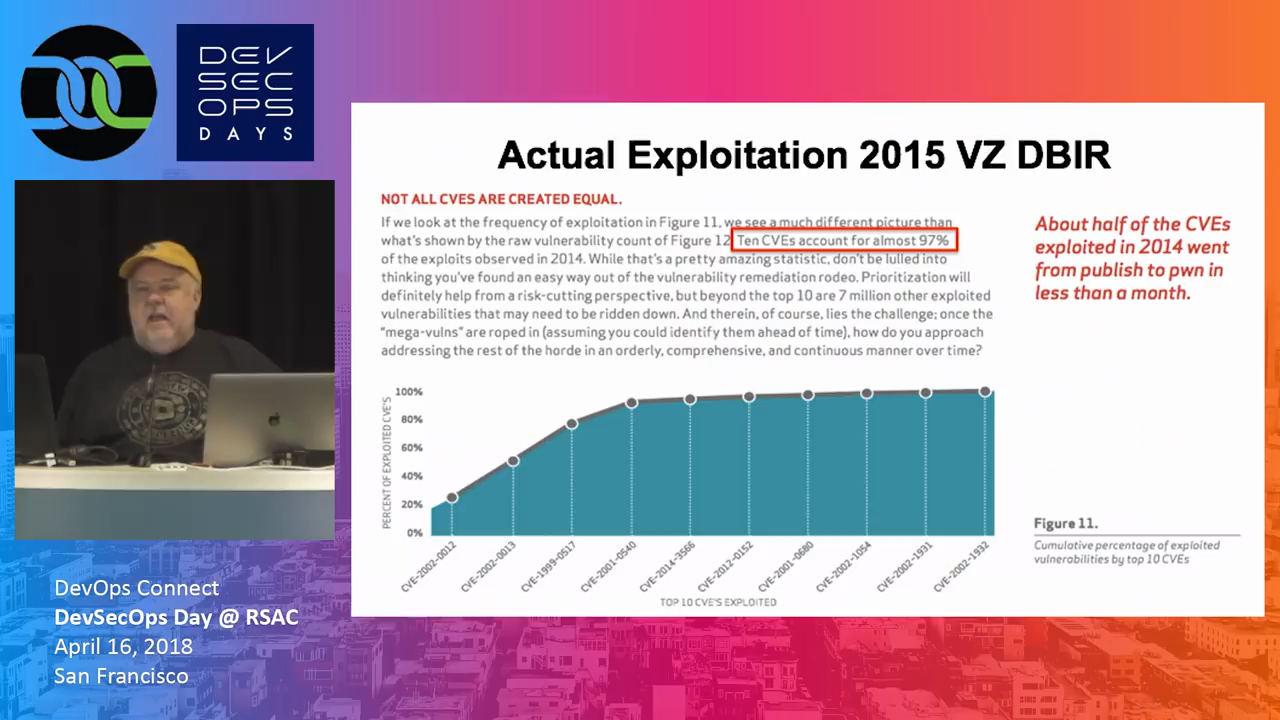 DEV
SEC
OPS
DAYS
Actual Exploitation 2015 VZ DBIR
NOT ALL CVES ARE CREATED EQUAL.
If we look at the frequency of exploitation in Figure 11, we see a much different picture than
what's shown by the raw vulnerability count of Figure 12. Ten CVEs account for almost 97%
of the exploits observed in 2014. While that's a pretty amazing statistic, don't be lulled into
thinking you've found an easy way out of the vulnerability remediation rodeo. Prioritization will
definitely help from a risk-cutting perspective, but beyond the top 10 are 7 million other exploited
vulnerabilities that may need to be ridden down. And therein, of course, lies the challenge; once the
"mega-vulns" are roped in (assuming you could identify them ahead of time), how do you approach
addressing the rest of the horde in an orderly, comprehensive, and continuous manner over time?
About half of the CVEs
exploited in 2014 went
from publish to pwn in
less than a month.
PERCENT OF EXPLOITED CVE'S
100%
80%
60%
40%
20%
0%
CVE-2002-0012
CVE-2002-0013
CVE-1999-0517
CVE-2001-0540
CVE-2014-3566
CVE-2012-0152
CVE-2001-0680
CVE-2002-1054
CVE-2002-1931
CVE-2002-1932
TOP 10 CVE'S EXPLOITED
Figure 11.
Cumulative percentage of exploited
vulnerabilities by top 10 CVEs
DevOps Connect
DevSecOps Day @ RSAC
April 16, 2018
San Francisco